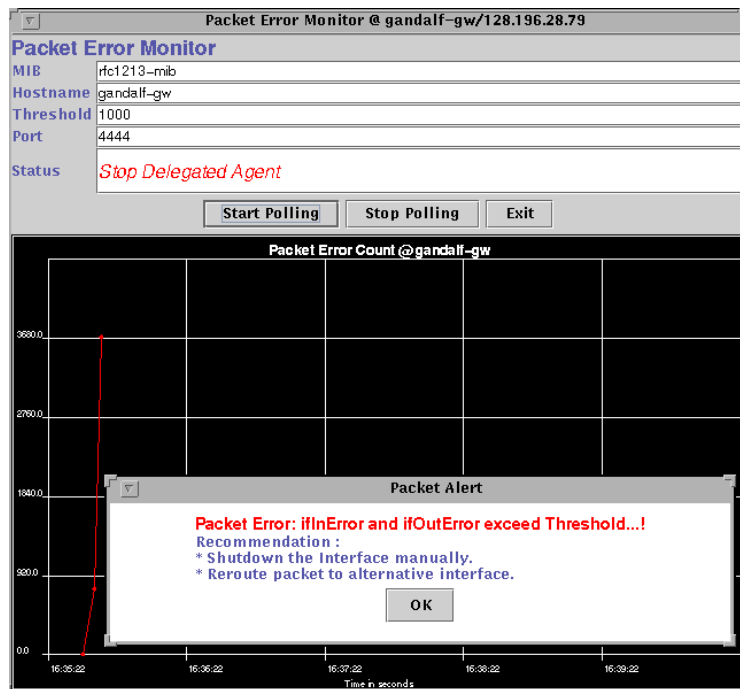 Packet Error Monitor @ gandalf-gw/128.196.28.79
Packet Error Monitor
MIB rfc1213-mib
Hostname gandalf-gw
Threshold 1000
Port 4444
Status Stop Delegated Agent
Start Polling Stop Polling Exit
Packet Error Count@gandalf-gw
3680.0
2760.0
1840.0
Packet Alert
Packet Error: ifInError and ifOutError exceed Threshold...!
Recommendation :
* Shutdown the Interface manually.
* Reroute packet to alternative interface.
920.0
OK
0.0
16:35:22 16:36:22 16:37:22 16:38:22 16:39:22
Time in seconds